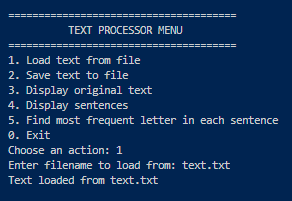 ======================================
TEXT PROCESSOR MENU
======================================
1. Load text from file
2. Save text to file
3. Display original text
4. Display sentences
5. Find most frequent letter in each sentence
0. Exit
Choose an action: 1
Enter filename to load from: text.txt
Text loaded from text.txt